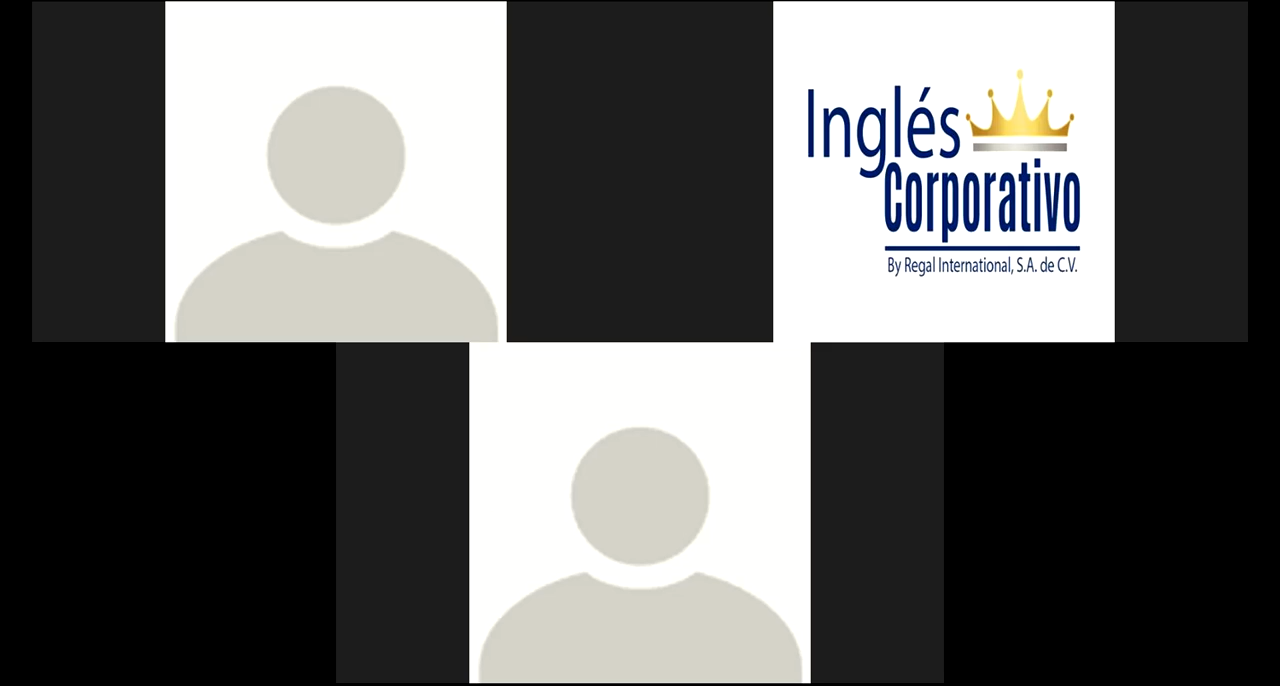 Inglés
Corporativo
By Regal International, S.A. de C.V.